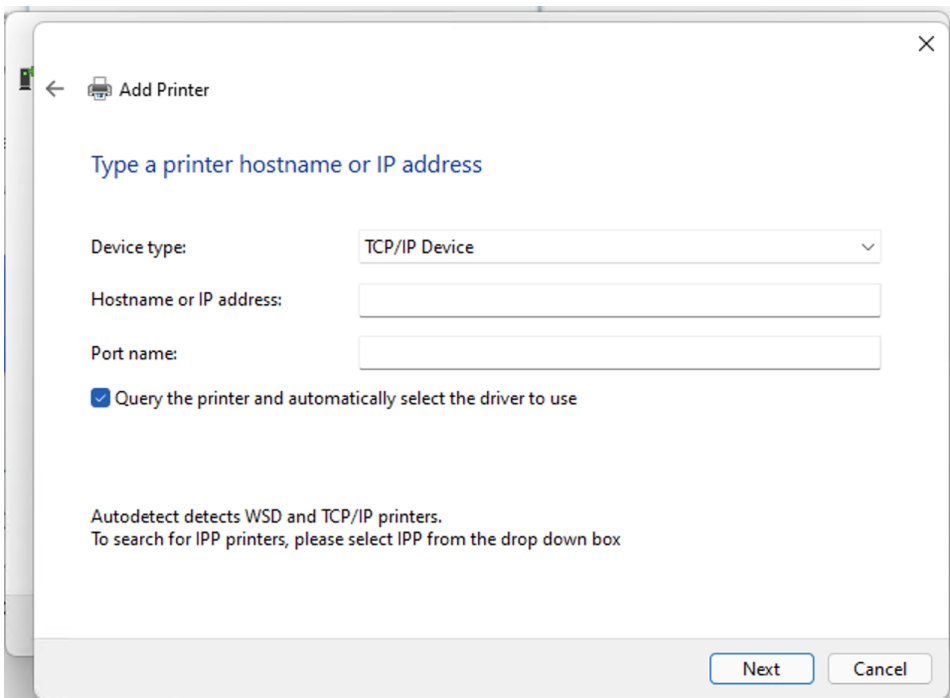 Add Printer
Type a printer hostname or IP address
Device type:
TCP/IP Device
Hostname or IP address:
Port name:
Query the printer and automatically select the driver to use
Autodetect detects WSD and TCP/IP printers.
To search for IPP printers, please select IPP from the drop down box
Next
Cancel